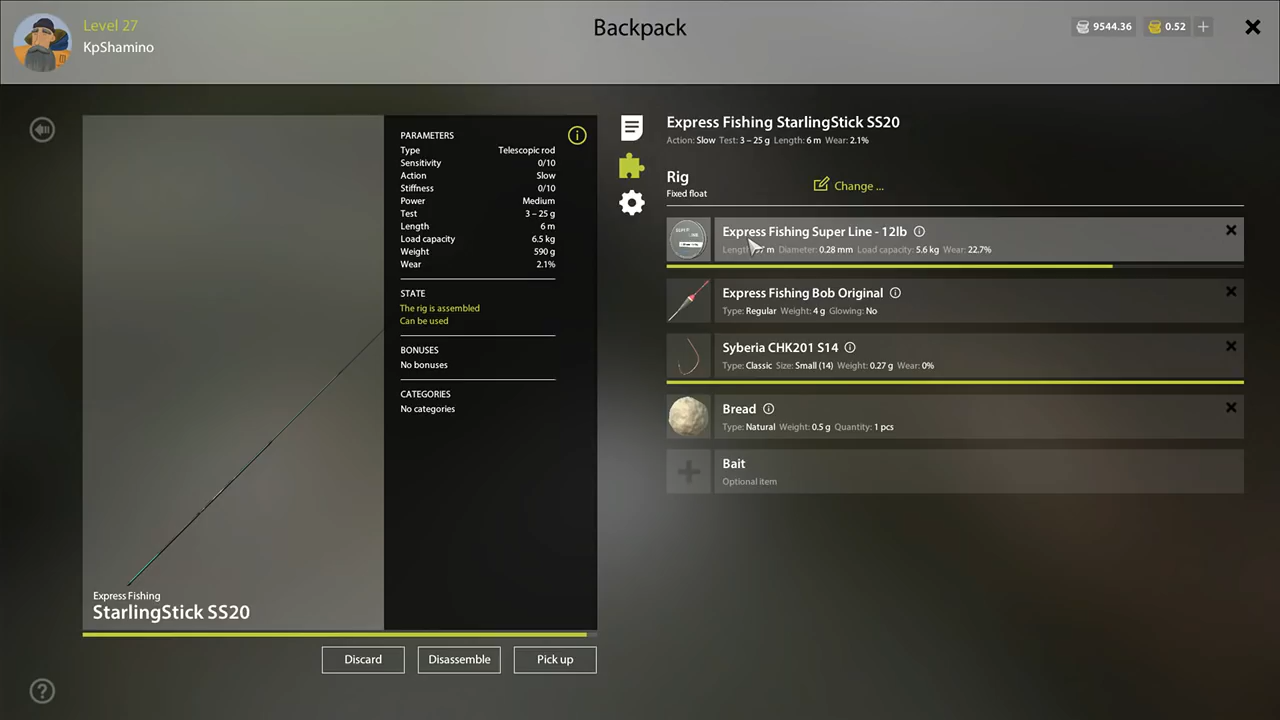 Level 27
KpShamino
Backpack
9544.36
0.52
PARAMETERS
Type Telescopic rod
Sensitivity 0/10
Action Slow
Stiffness 0/10
Power Medium
Test 3 – 25 g
Length 6 m
Load capacity 6.5 kg
Weight 590 g
Wear 2.1%
STATE
The rig is assembled
Can be used
BONUSES
No bonuses
CATEGORIES
No categories
Express Fishing
StarlingStick SS20
Discard
Disassemble
Pick up
Express Fishing StarlingStick SS20
Action: Slow Test: 3 – 25 g Length: 6 m Wear: 2.1%
Rig
Fixed float
Change ...
Express Fishing Super Line - 12lb
Length: m Diameter: 0.28 mm Load capacity: 5.6 kg Wear: 22.7%
Express Fishing Bob Original
Type: Regular Weight: 4 g Glowing: No
Syberia CHK201 S14
Type: Classic Size: Small (14) Weight: 0.27 g Wear: 0%
Bread
Type: Natural Weight: 0.5 g Quantity: 1 pcs
Bait
Optional item